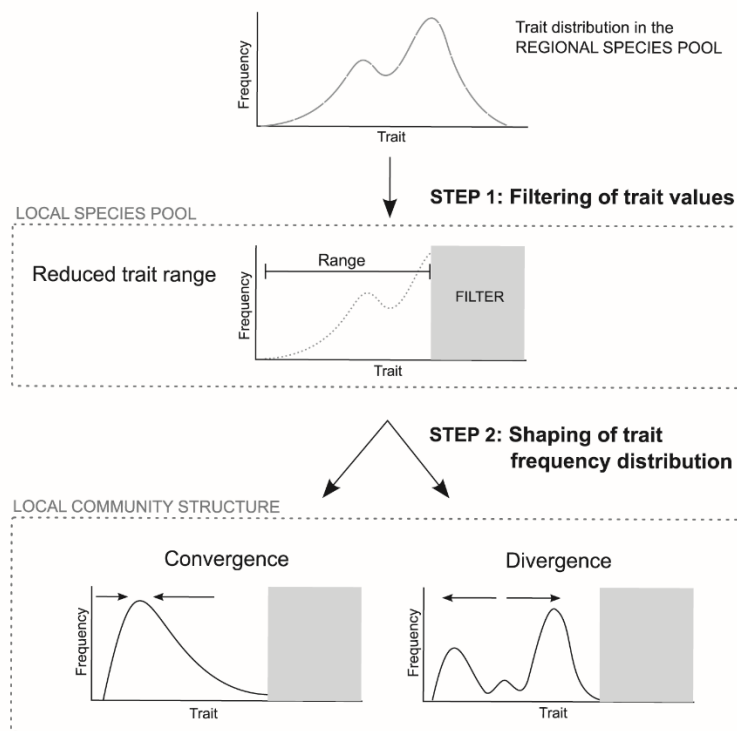 Trait distribution in the
REGIONAL SPECIES POOL
Frequency
Trait
STEP 1: Filtering of trait values
LOCAL SPECIES POOL
Reduced trait range
Range
Frequency
FILTER
Trait
STEP 2: Shaping of trait
frequency distribution
LOCAL COMMUNITY STRUCTURE
Convergence
Frequency
Trait
Divergence
Frequency
Trait